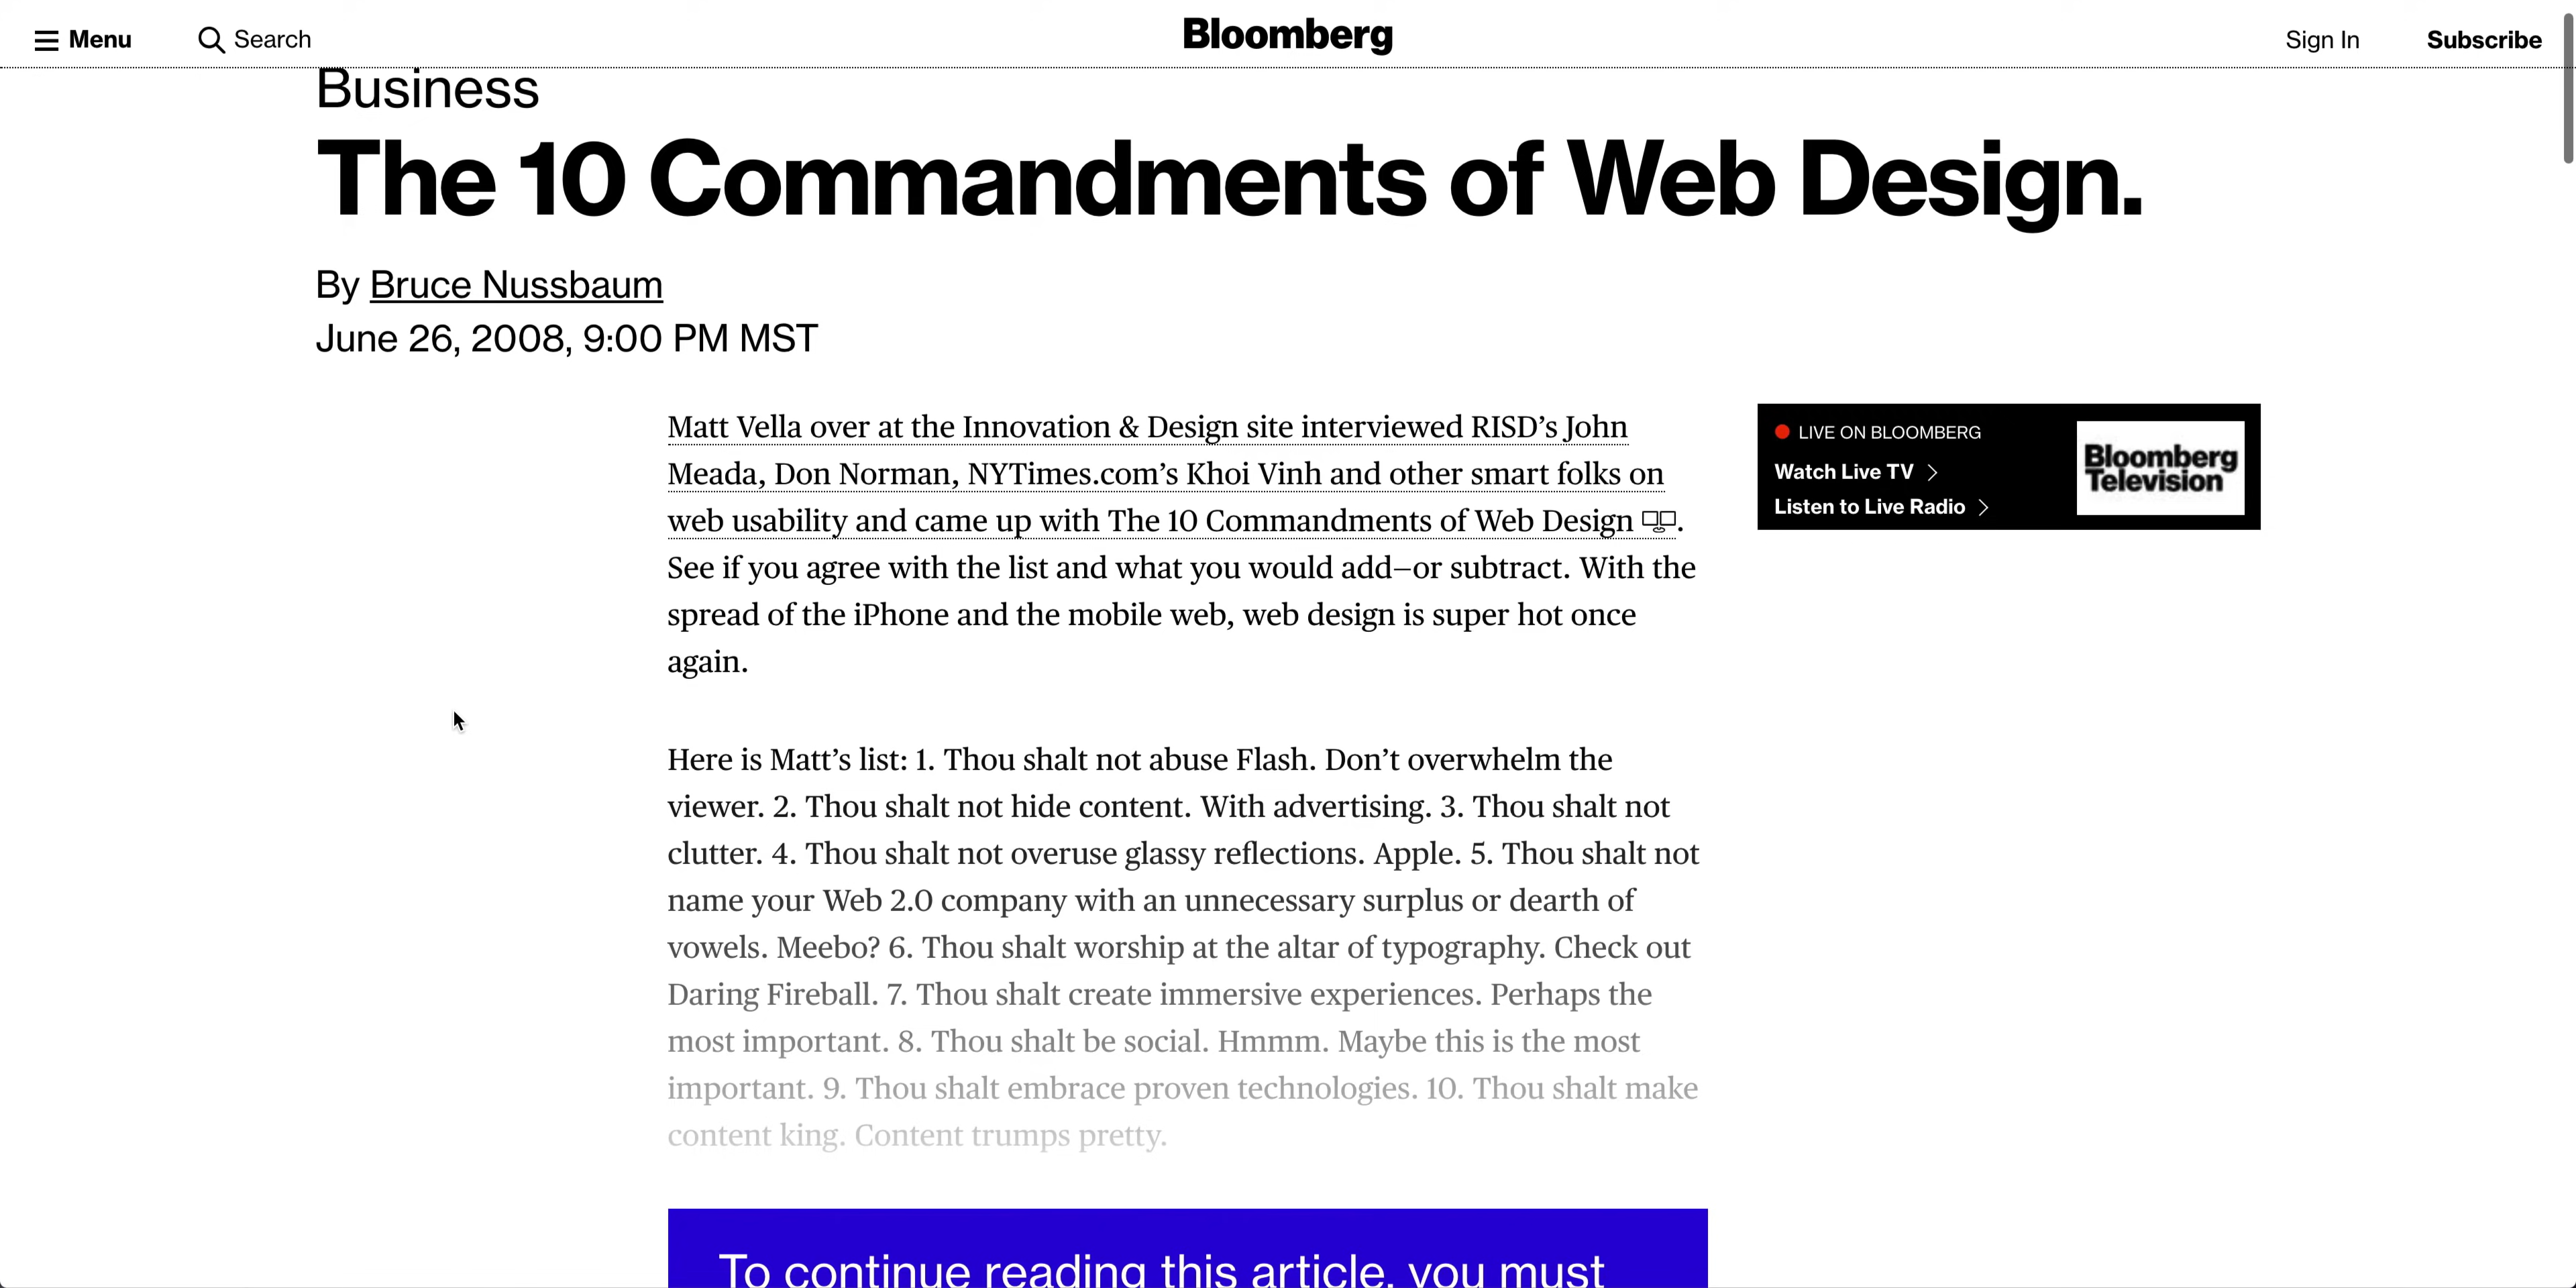 Menu
Search
Bloomberg
Sign In
Subscribe
Business
The 10 Commandments of Web Design.
By Bruce Nussbaum
June 26, 2008, 9:00 PM MST
Matt Vella over at the Innovation & Design site interviewed RISD’s John
Meada, Don Norman, NYTimes.com’s Khoi Vinh and other smart folks on
web usability and came up with The 10 Commandments of Web Design.
See if you agree with the list and what you would add—or subtract. With the
spread of the iPhone and the mobile web, web design is super hot once
again.
LIVE ON BLOOMBERG
Watch Live TV
Listen to Live Radio
Bloomberg
Television
Here is Matt’s list: 1. Thou shalt not abuse Flash. Don’t overwhelm the
viewer. 2. Thou shalt not hide content. With advertising. 3. Thou shalt not
clutter. 4. Thou shalt not overuse glassy reflections. Apple. 5. Thou shalt not
name your Web 2.0 company with an unnecessary surplus or dearth of
vowels. Meebo? 6. Thou shalt worship at the altar of typography. Check out
Daring Fireball. 7. Thou shalt create immersive experiences. Perhaps the
most important. 8. Thou shalt be social. Hmmm. Maybe this is the most
important. 9. Thou shalt embrace proven technologies. 10. Thou shalt make
content king. Content trumps pretty.
To continue reading this article, you must